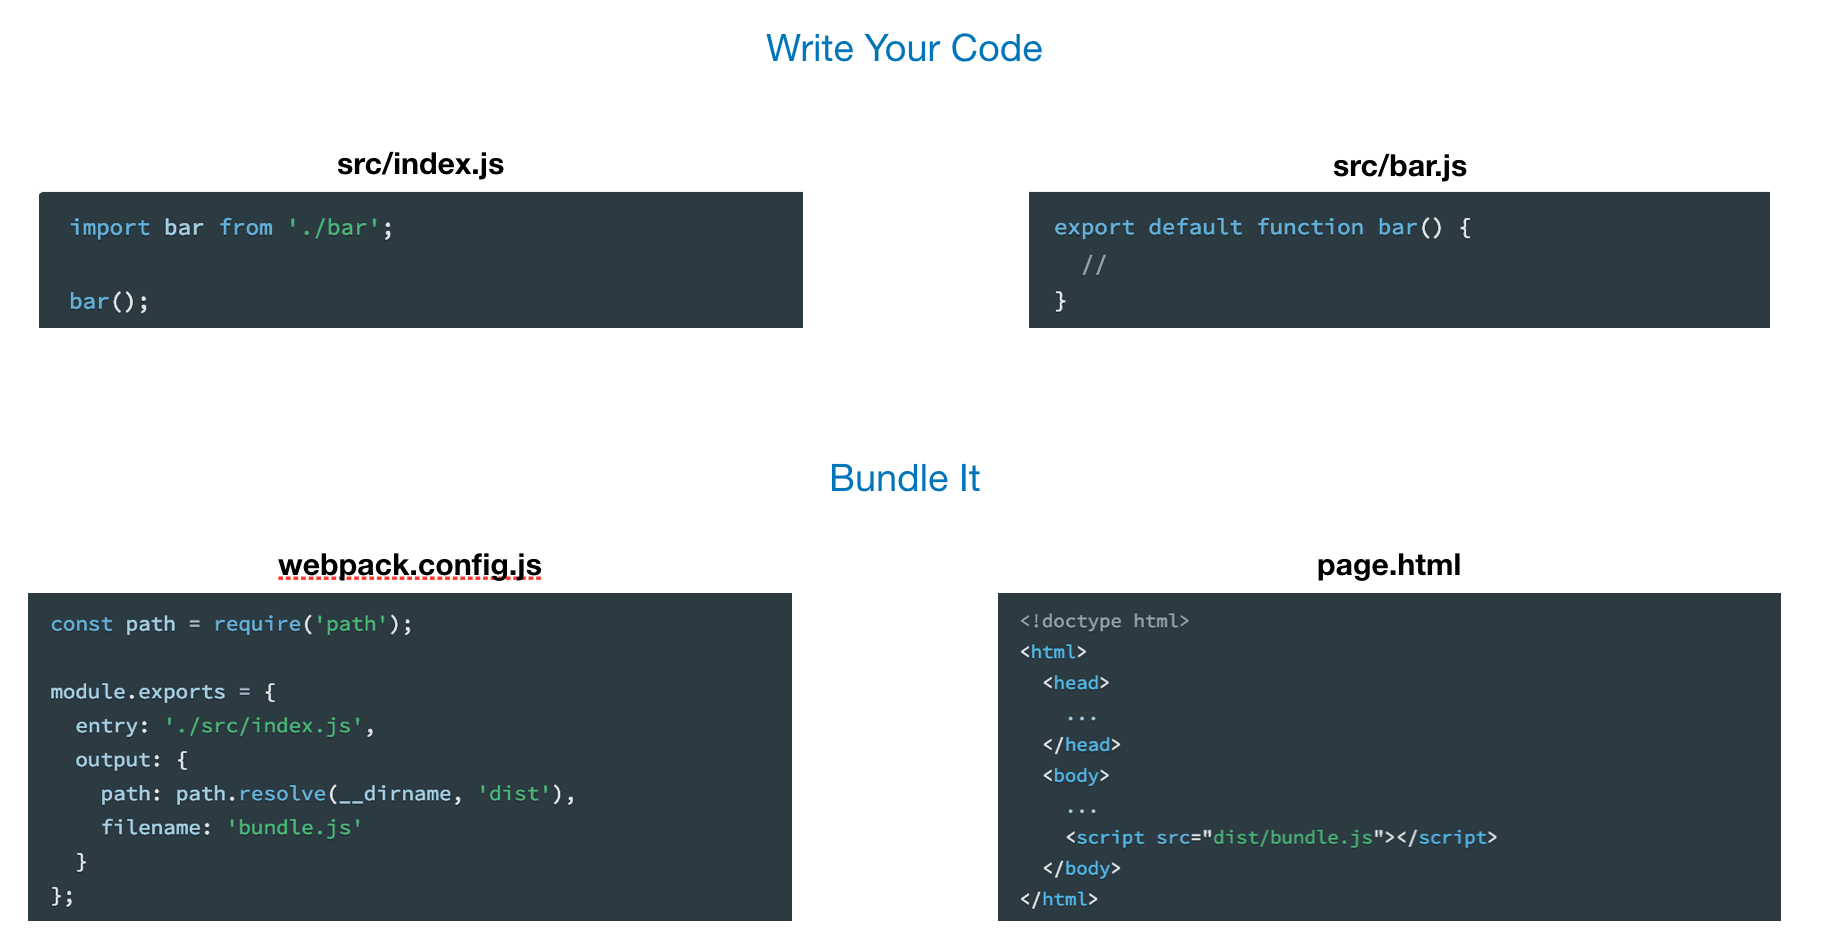 Write Your Code
src/index.js
import bar from './bar';
bar();
src/bar.js
export default function bar() {
  //
}
Bundle It
webpack.config.js
const path = require('path');
module.exports = {
  entry: './src/index.js',
  output: {
    path: path.resolve(__dirname, 'dist'),
    filename: 'bundle.js'
  }
};
page.html
<!doctype html>
<html>
  <head>
    ...
  </head>
  <body>
    ...
    <script src="dist/bundle.js"></script>
  </body>
</html>